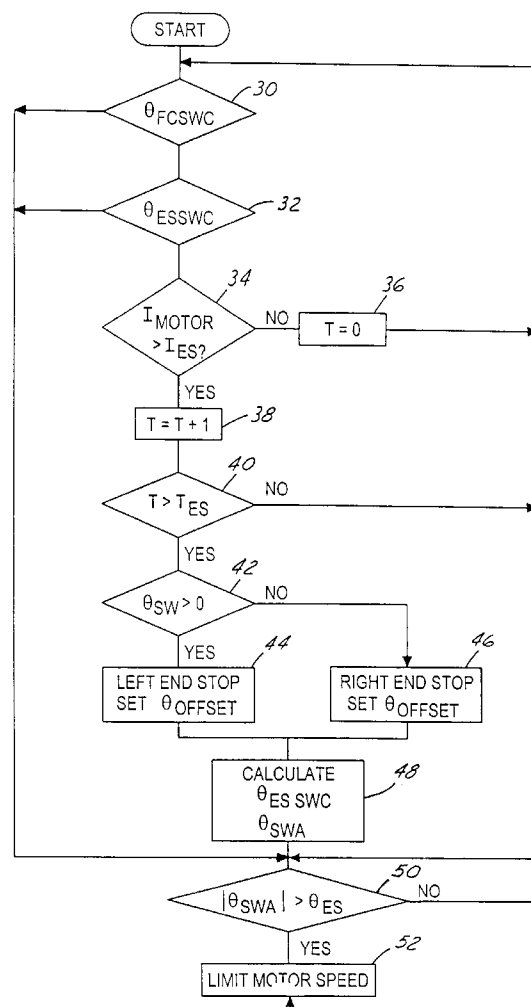 START
30
θFCSWC
θESSWC
32
34
IMOTOR
> IES?
NO
36
T = 0
YES
T = T + 1
38
40
T > TES
NO
YES
42
θSW > 0
NO
YES
44
LEFT END STOP
SET θOFFSET
46
RIGHT END STOP
SET θOFFSET
CALCULATE
θES SWC
θSWA
48
50
|θSWA| > θES
NO
YES
52
LIMIT MOTOR SPEED